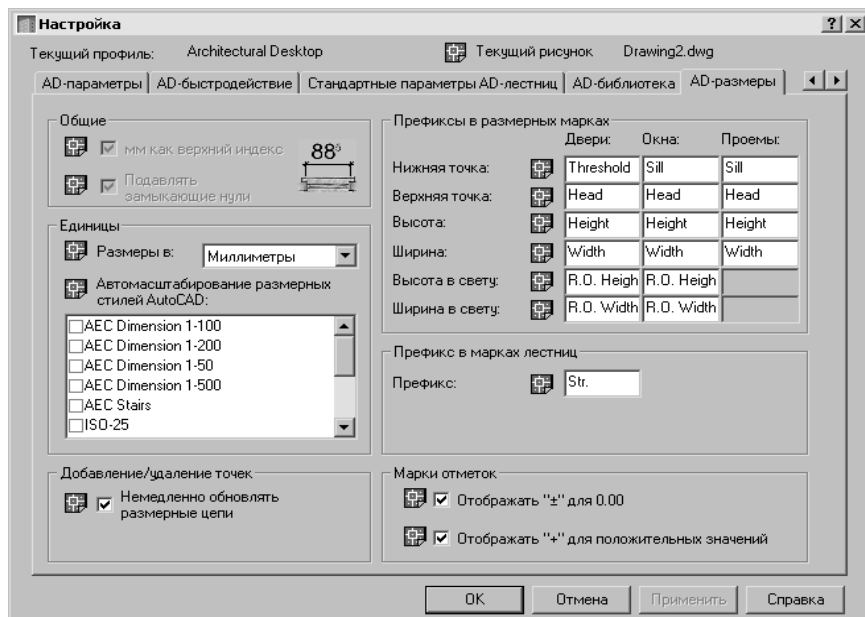 Настройка
Текущий профиль: Architectural Desktop Текущий рисунок Drawing2.dwg
AD-параметры AD-быстродействие Стандартные параметры AD-лестниц AD-библиотека AD-размеры
Общие
мм как верхний индекс
88⁵
Подавлять
замыкающие нули
Единицы
Размеры в: Миллиметры
Автомасштабирование размерных
стилей AutoCAD:
AEC Dimension 1-100
AEC Dimension 1-200
AEC Dimension 1-50
AEC Dimension 1-500
AEC Stairs
ISO-25
Добавление/удаление точек
Немедленно обновлять
размерные цепи
Префиксы в размерных марках
Двери: Окна: Проемы:
Нижняя точка: Threshold Sill Sill
Верхняя точка: Head Head Head
Высота: Height Height Height
Ширина: Width Width Width
Высота в свету: R.O. Heigh R.O. Heigh
Ширина в свету: R.O. Width R.O. Width
Префикс в марках лестниц
Префикс: Str.
Марки отметок
Отображать "±" для 0.00
Отображать "+" для положительных значений
OK Отмена Применить Справка